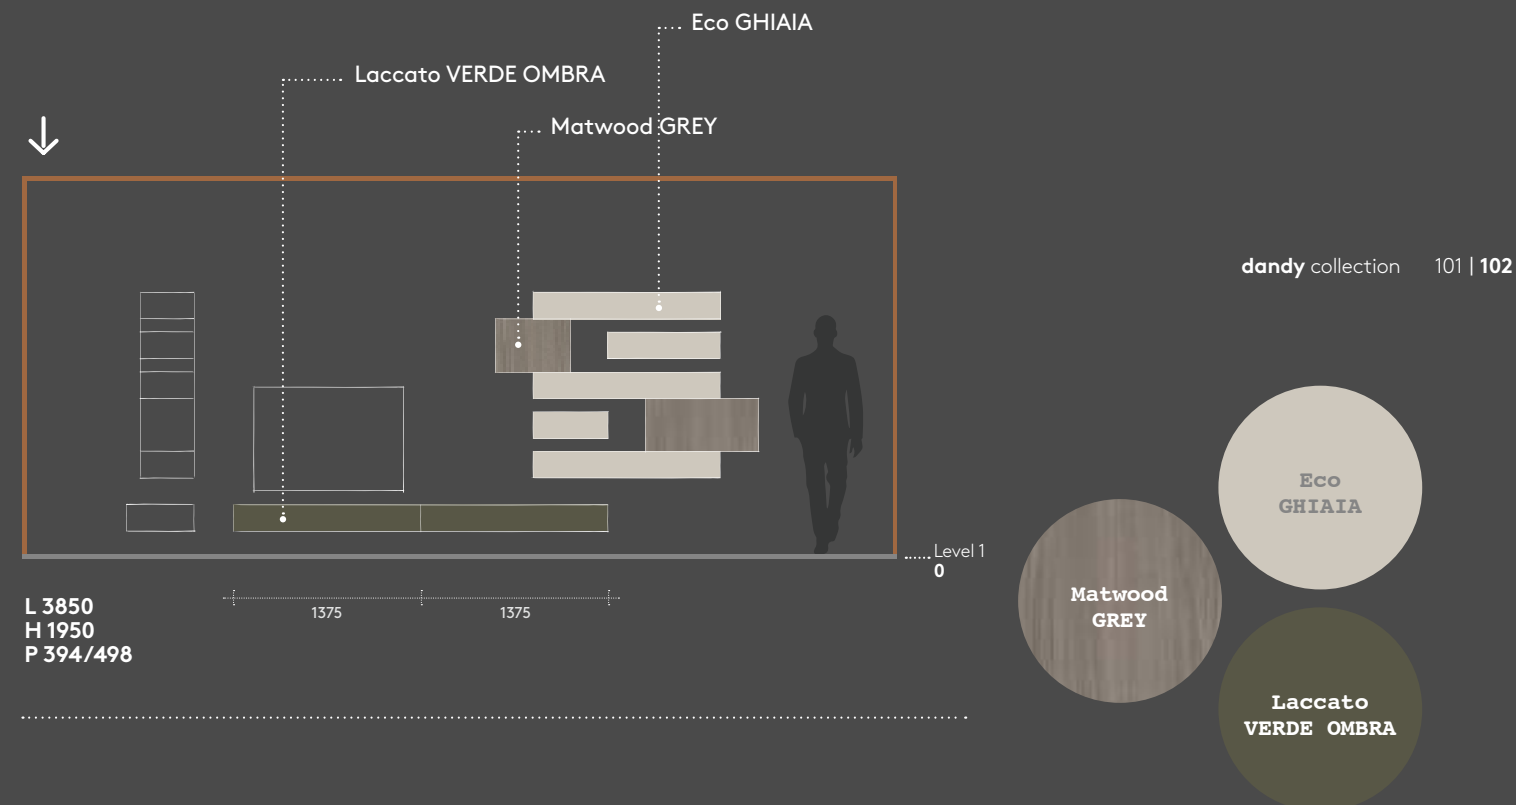 Eco GHIAIA
Laccato VERDE OMBRA
Matwood GREY
dandy collection 101 | 102
Eco
GHIAIA
Level 1
0
Matwood
GREY
L 3850
H 1950
P 394/498
1375 1375
Laccato
VERDE OMBRA